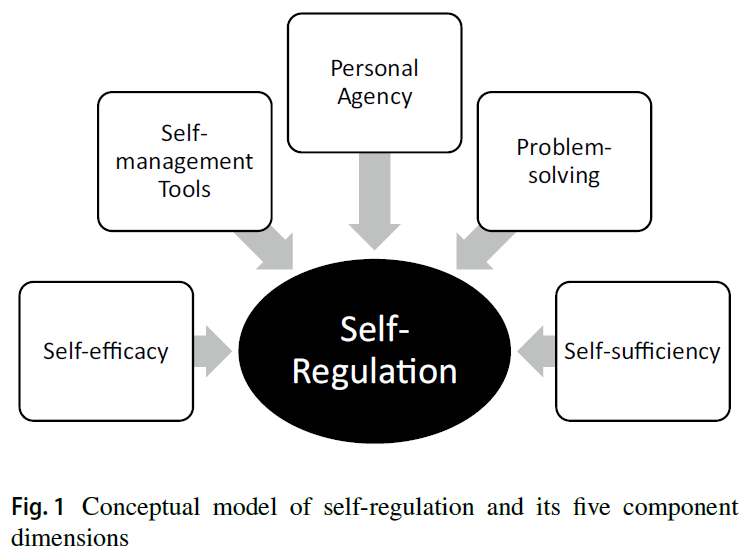 Personal
Agency
Self-
management
Tools
Problem-
solving
Self-efficacy
Self-
Regulation
Self-sufficiency
Fig. 1 Conceptual model of self-regulation and its five component
dimensions